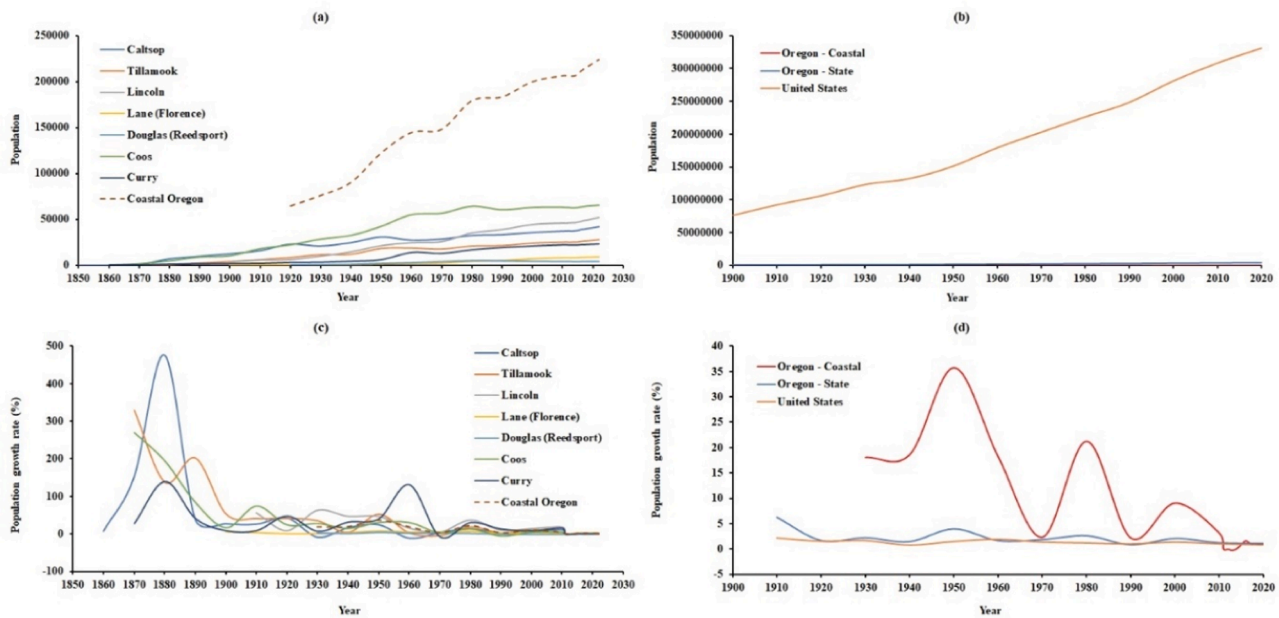 (a)
250000
200000
150000
100000
50000
0
Population
Caltsop
Tillamook
Lincoln
Lane (Florence)
Douglas (Reedsport)
Coos
Curry
Coastal Oregon
1850 1860 1870 1880 1890 1900 1910 1920 1930 1940 1950 1960 1970 1980 1990 2000 2010 2020 2030
Year
(b)
350000000
300000000
250000000
200000000
150000000
100000000
50000000
0
Population
Oregon - Coastal
Oregon - State
United States
1900 1910 1920 1930 1940 1950 1960 1970 1980 1990 2000 2010 2020
Year
(c)
500
400
300
200
100
0
-100
Population growth rate (%)
Caltsop
Tillamook
Lincoln
Lane (Florence)
Douglas (Reedsport)
Coos
Curry
Coastal Oregon
1850 1860 1870 1880 1890 1900 1910 1920 1930 1940 1950 1960 1970 1980 1990 2000 2010 2020 2030
Year
(d)
40
35
30
25
20
15
10
5
0
-5
Population growth rate (%)
Oregon - Coastal
Oregon - State
United States
1900 1910 1920 1930 1940 1950 1960 1970 1980 1990 2000 2010 2020
Year